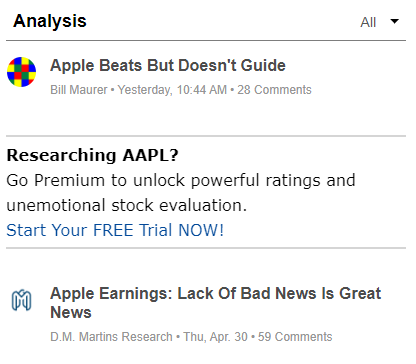 Analysis
All
Apple Beats But Doesn't Guide
Bill Maurer • Yesterday, 10:44 AM • 28 Comments
Researching AAPL?
Go Premium to unlock powerful ratings and
unemotional stock evaluation.
Start Your FREE Trial NOW!
Apple Earnings: Lack Of Bad News Is Great
News
D.M. Martins Research • Thu, Apr. 30 • 59 Comments